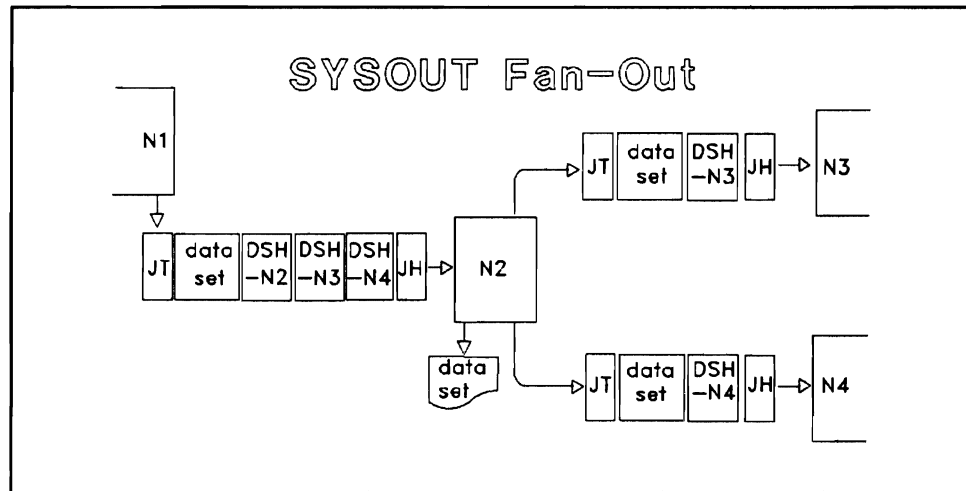 SYSOUT Fan-Out
N1
JT
data
set
DSH
-N2
DSH
-N3
DSH
-N4
JH
N2
data
set
JT
data
set
DSH
-N3
JH
N3
JT
data
set
DSH
-N4
JH
N4